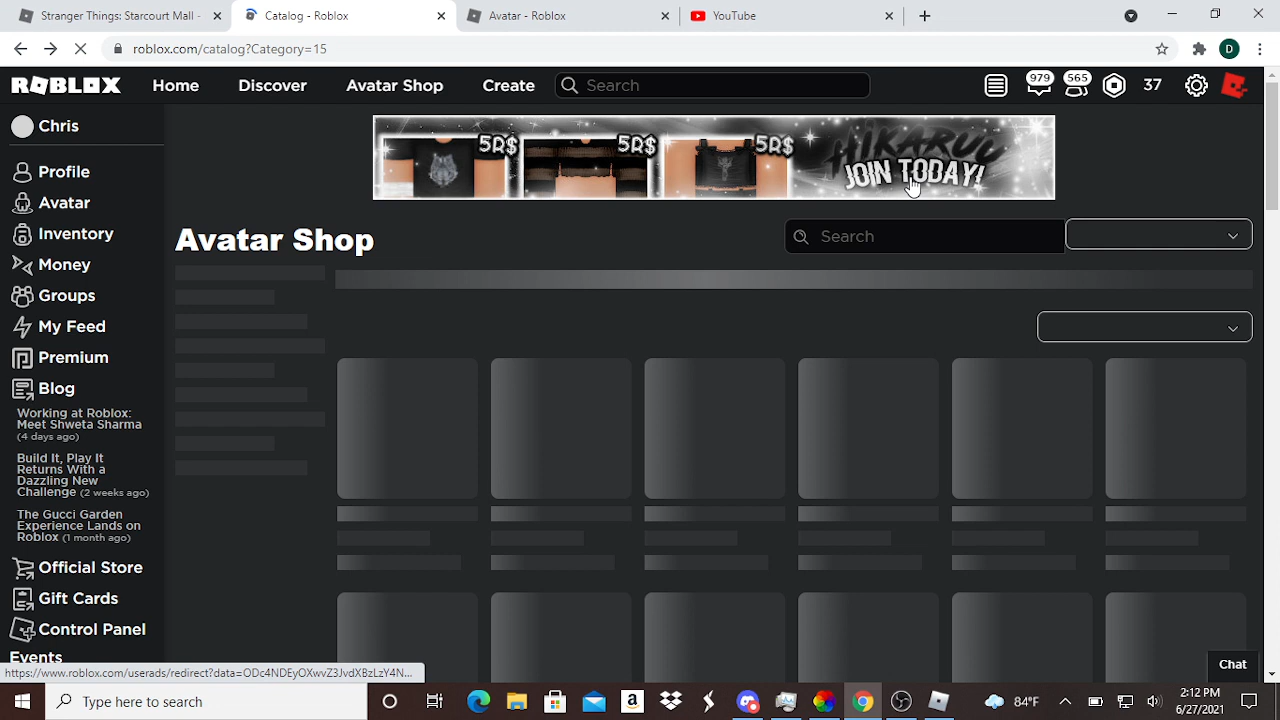 Stranger Things: Starcourt Mall -
Catalog - Roblox
Avatar - Roblox
YouTube
roblox.com/catalog?Category=15
D
ROBLOX
Home
Discover
Avatar Shop
Create
Search
979
565
37
Chris
5R$
5R$
5R$
HIKARUU
JOIN TODAY!
Profile
Avatar
Inventory
Money
Groups
My Feed
Premium
Blog
Working at Roblox:
Meet Shweta Sharma
(4 days ago)
Build It, Play It
Returns With a
Dazzling New
Challenge (2 weeks ago)
The Gucci Garden
Experience Lands on
Roblox (1 month ago)
Official Store
Gift Cards
Control Panel
Events
Avatar Shop
Search
Chat
https://www.roblox.com/userads/redirect?data=ODc4NDEyOXwvZ3JvdXBzLzY4N...
Type here to search
84°F
2:12 PM
6/27/2021